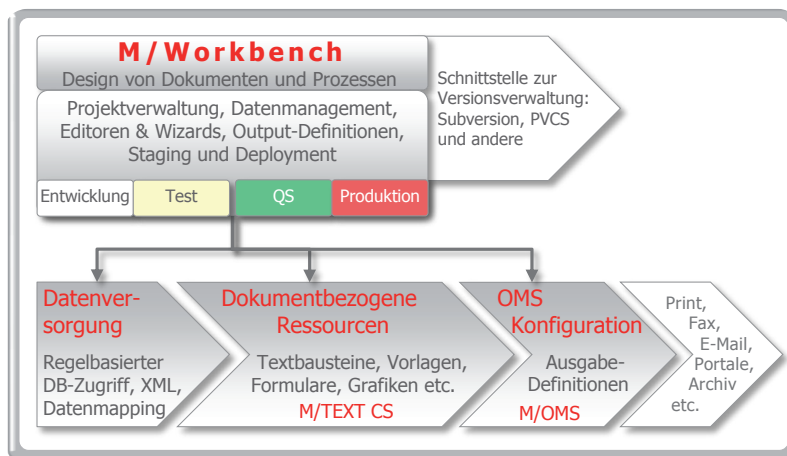 M/Workbench
Design von Dokumenten und Prozessen
Projektverwaltung, Datenmanagement,
Editoren & Wizards, Output-Definitionen,
Staging und Deployment
Entwicklung
Test
QS
Produktion
Schnittstelle zur
Versionsverwaltung:
Subversion, PVCS
und andere
Datenver-
sorgung
Regelbasierter
DB-Zugriff, XML,
Datenmapping
Dokumentbezogene
Ressourcen
Textbausteine, Vorlagen,
Formulare, Grafiken etc.
M/TEXT CS
OMS
Konfiguration
Ausgabe-
Definitionen
M/OMS
Print,
Fax,
E-Mail,
Portale,
Archiv
etc.